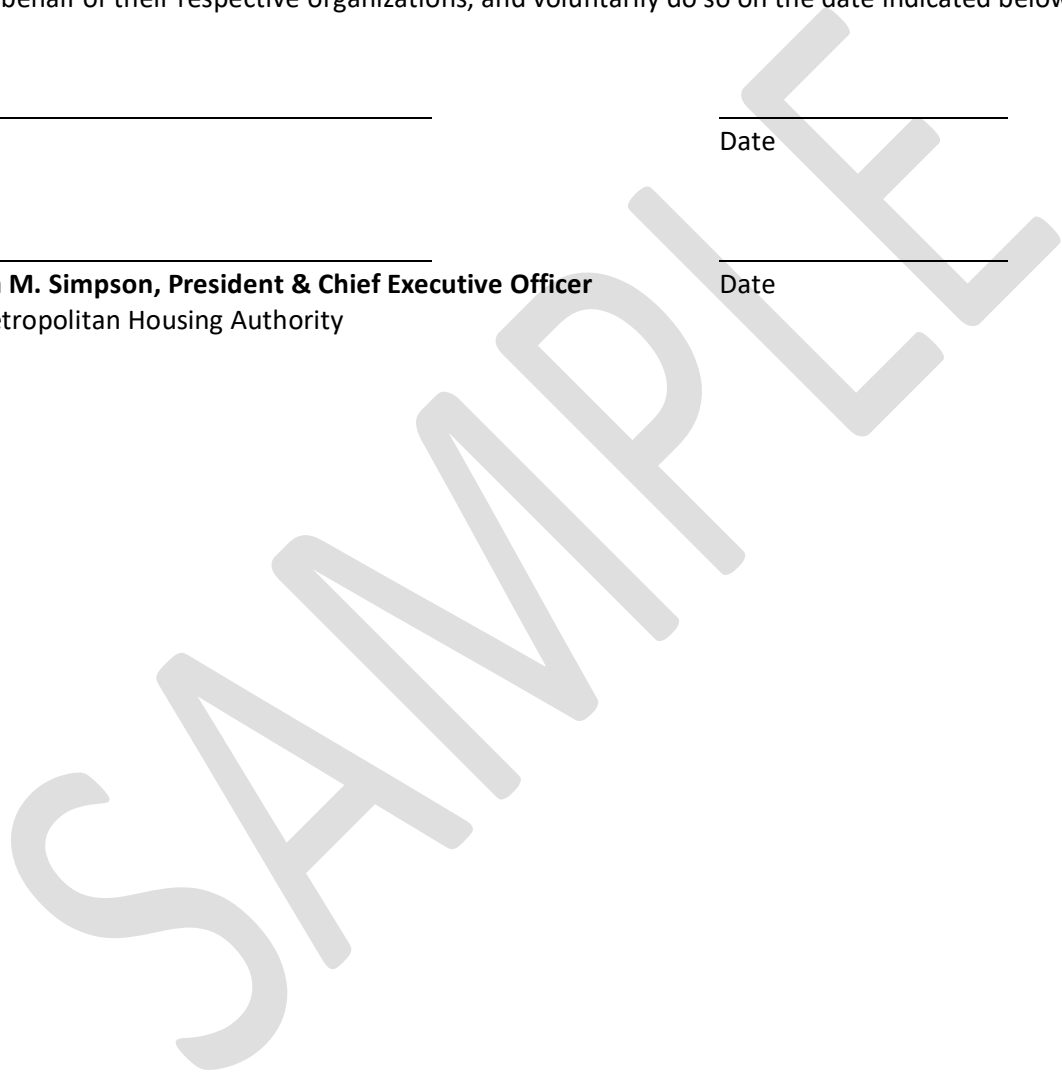 behalf of their respective organizations, and voluntarily do so on the date indicated below
Date
M. Simpson, President & Chief Executive Officer
Date
Housing Authority
SAMPLE